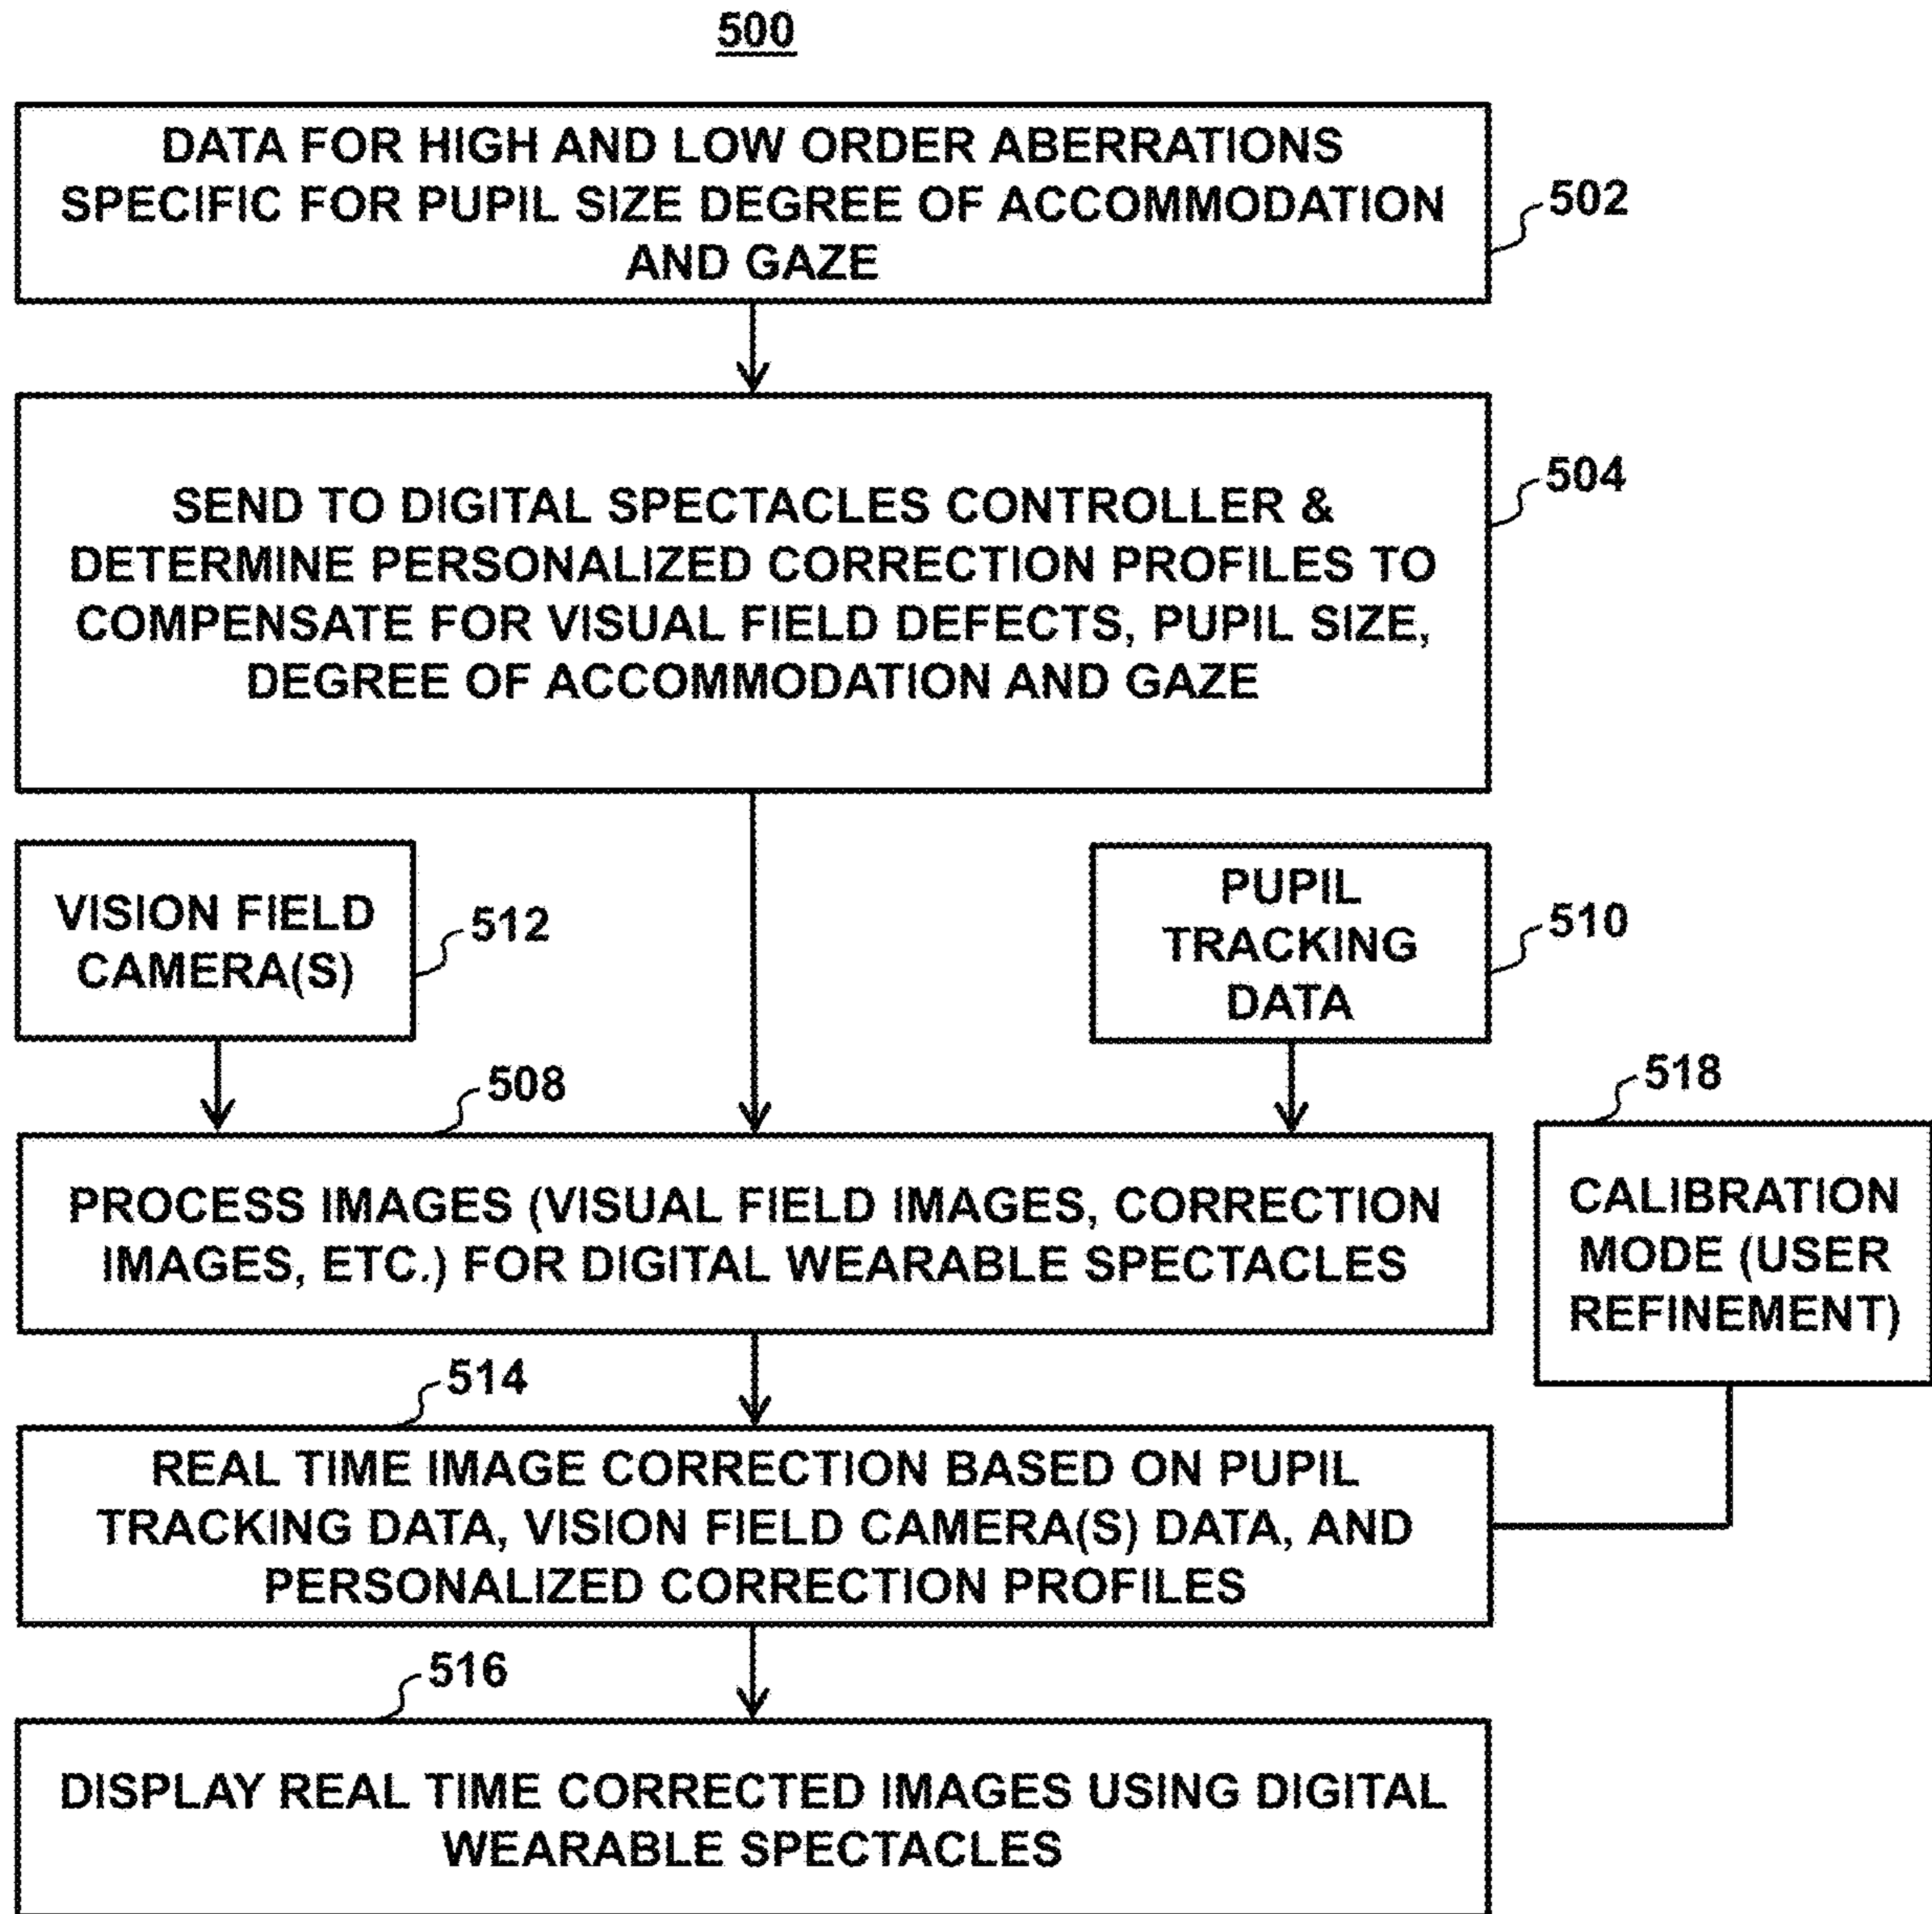 500
DATA FOR HIGH AND LOW ORDER ABERRATIONS
SPECIFIC FOR PUPIL SIZE DEGREE OF ACCOMMODATION
AND GAZE
502
SEND TO DIGITAL SPECTACLES CONTROLLER &
DETERMINE PERSONALIZED CORRECTION PROFILES TO
COMPENSATE FOR VISUAL FIELD DEFECTS, PUPIL SIZE,
DEGREE OF ACCOMMODATION AND GAZE
504
VISION FIELD
CAMERA(S)
512
PUPIL
TRACKING
DATA
510
508
PROCESS IMAGES (VISUAL FIELD IMAGES, CORRECTION
IMAGES, ETC.) FOR DIGITAL WEARABLE SPECTACLES
518
CALIBRATION
MODE (USER
REFINEMENT)
514
REAL TIME IMAGE CORRECTION BASED ON PUPIL
TRACKING DATA, VISION FIELD CAMERA(S) DATA, AND
PERSONALIZED CORRECTION PROFILES
516
DISPLAY REAL TIME CORRECTED IMAGES USING DIGITAL
WEARABLE SPECTACLES